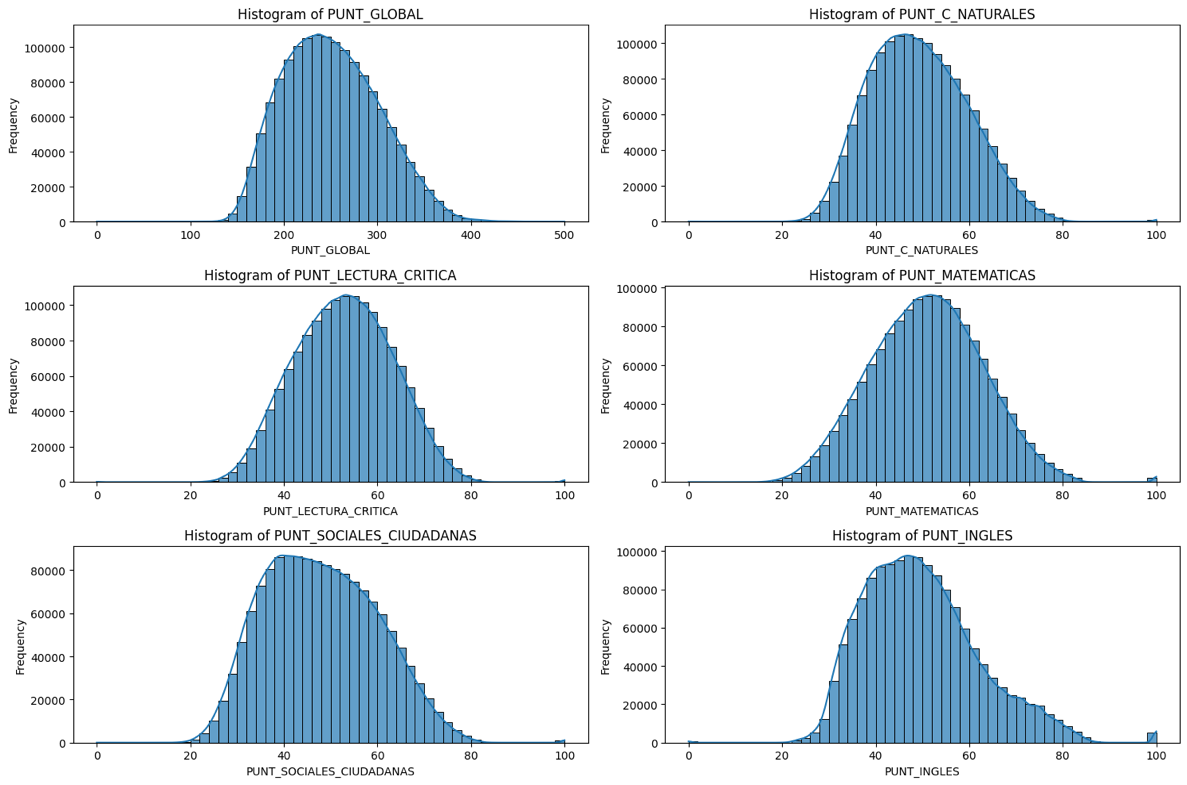 Histogram of PUNT_GLOBAL
Frequency
100000
80000
60000
40000
20000
0
0 100 200 300 400 500
PUNT_GLOBAL
Histogram of PUNT_C_NATURALES
Frequency
100000
80000
60000
40000
20000
0
0 20 40 60 80 100
PUNT_C_NATURALES
Histogram of PUNT_LECTURA_CRITICA
Frequency
100000
80000
60000
40000
20000
0
0 20 40 60 80 100
PUNT_LECTURA_CRITICA
Histogram of PUNT_MATEMATICAS
Frequency
100000
80000
60000
40000
20000
0
0 20 40 60 80 100
PUNT_MATEMATICAS
Histogram of PUNT_SOCIALES_CIUDADANAS
Frequency
80000
60000
40000
20000
0
0 20 40 60 80 100
PUNT_SOCIALES_CIUDADANAS
Histogram of PUNT_INGLES
Frequency
100000
80000
60000
40000
20000
0
0 20 40 60 80 100
PUNT_INGLES